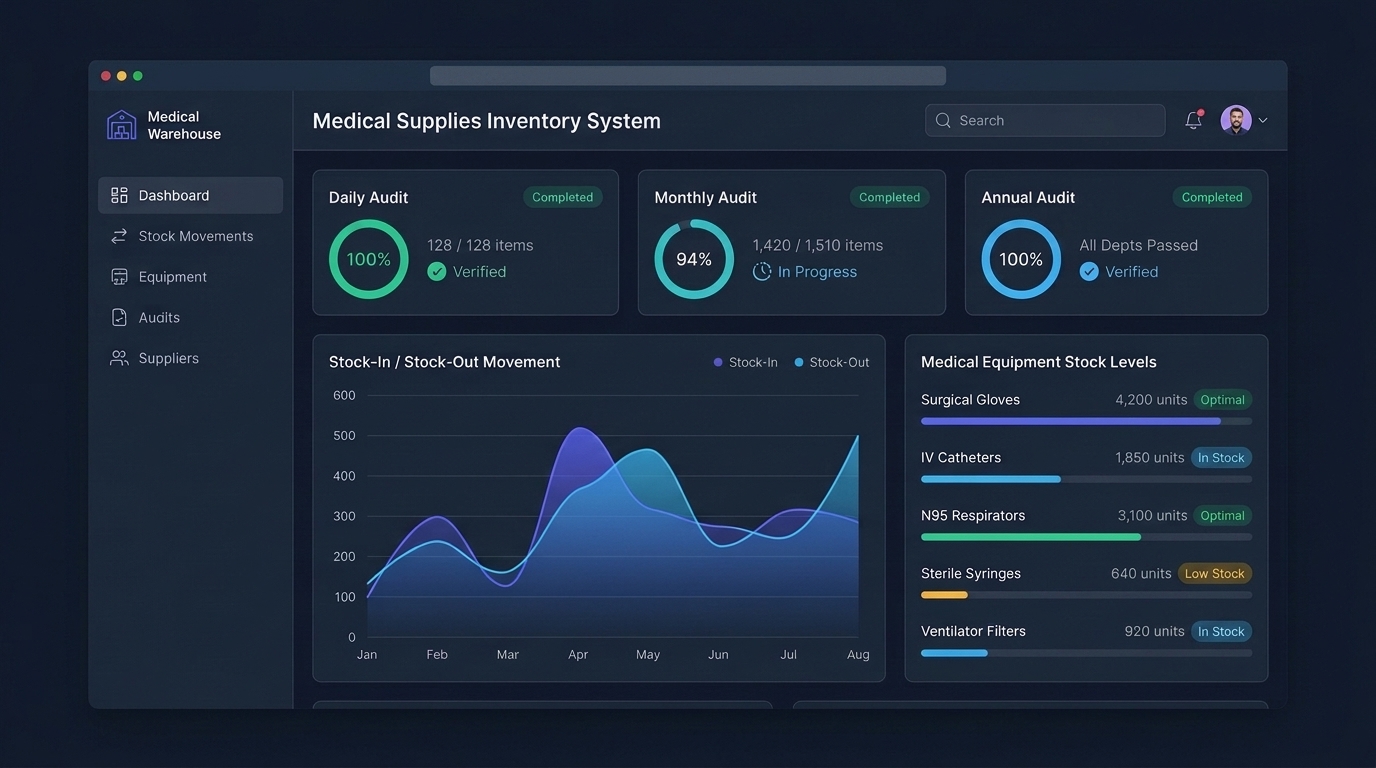 Medical
Warehouse
Medical Supplies Inventory System
Search
Dashboard
Stock Movements
Equipment
Audits
Suppliers
Daily Audit
Completed
100%
128 / 128 items
Verified
Monthly Audit
Completed
94%
1,420 / 1,510 items
In Progress
Annual Audit
Completed
100%
All Depts Passed
Verified
Stock-In / Stock-Out Movement
Stock-In
Stock-Out
600
500
400
300
200
100
0
Jan Feb Mar Apr May Jun Jul Aug
Medical Equipment Stock Levels
Surgical Gloves 4,200 units Optimal
IV Catheters 1,850 units In Stock
N95 Respirators 3,100 units Optimal
Sterile Syringes 640 units Low Stock
Ventilator Filters 920 units In Stock